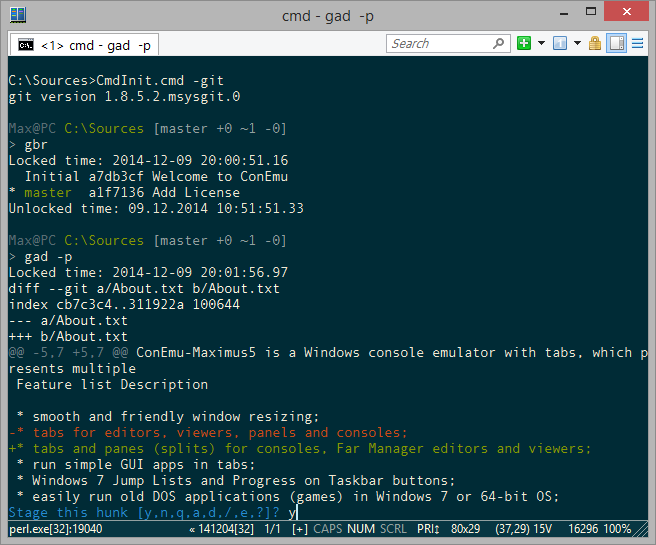 cmd - gad  -p
<1> cmd - gad  -p
Search
C:\Sources>CmdInit.cmd -git
git version 1.8.5.2.msysgit.0
Max@PC C:\Sources [master +0 ~1 -0]
> gbr
Locked time: 2014-12-09 20:00:51.16
  Initial a7db3cf Welcome to ConEmu
* master  a1f7136 Add License
Unlocked time: 09.12.2014 10:51:51.33
Max@PC C:\Sources [master +0 ~1 -0]
> gad -p
Locked time: 2014-12-09 20:01:56.97
diff --git a/About.txt b/About.txt
index cb7c3c4..311922a 100644
--- a/About.txt
+++ b/About.txt
@@ -5,7 +5,7 @@ ConEmu-Maximus5 is a Windows console emulator with tabs, which p
resents multiple
 Feature list Description
 * smooth and friendly window resizing;
-* tabs for editors, viewers, panels and consoles;
+* tabs and panes (splits) for consoles, Far Manager editors and viewers;
 * run simple GUI apps in tabs;
 * Windows 7 Jump Lists and Progress on Taskbar buttons;
 * easily run old DOS applications (games) in Windows 7 or 64-bit OS;
Stage this hunk [y,n,q,a,d,/,e,?]? y
perl.exe[32]:19040 « 141204[32] 1/1 [+] CAPS NUM SCRL PRI↕ 80x29 (37,29) 15V 16296 100%